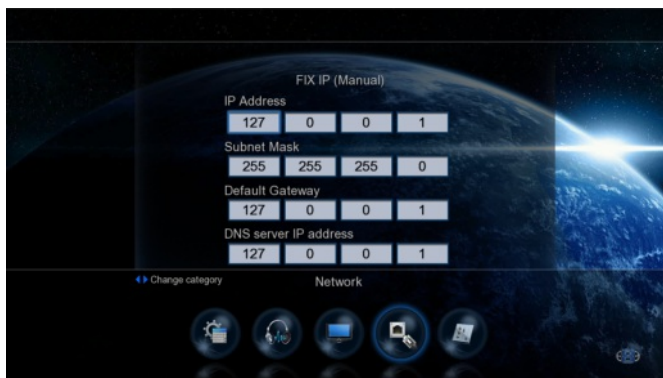 FIX IP (Manual)
IP Address
127 0 0 1
Subnet Mask
255 255 255 0
Default Gateway
127 0 0 1
DNS server IP address
127 0 0 1
Change category
Network